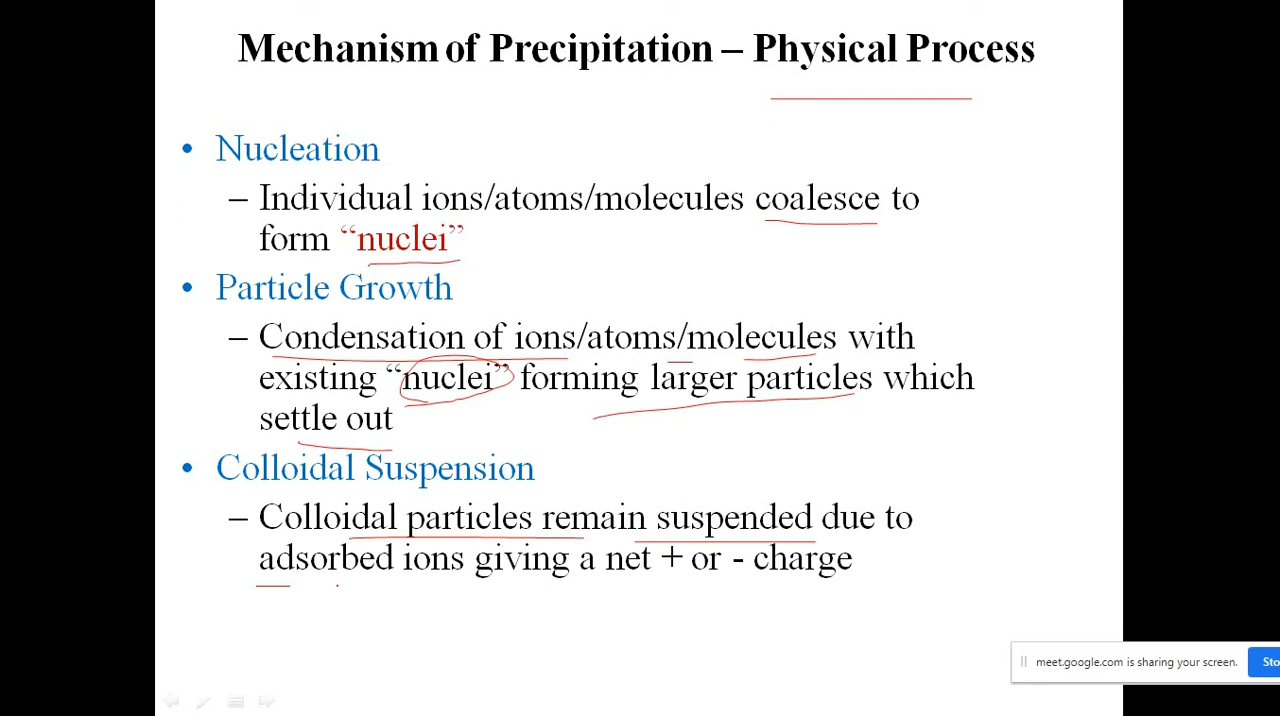 Mechanism of Precipitation – Physical Process
• Nucleation
– Individual ions/atoms/molecules coalesce to
form “nuclei”
• Particle Growth
– Condensation of ions/atoms/molecules with
existing “nuclei” forming larger particles which
settle out
• Colloidal Suspension
– Colloidal particles remain suspended due to
adsorbed ions giving a net + or - charge
meet.google.com is sharing your screen.
Sto